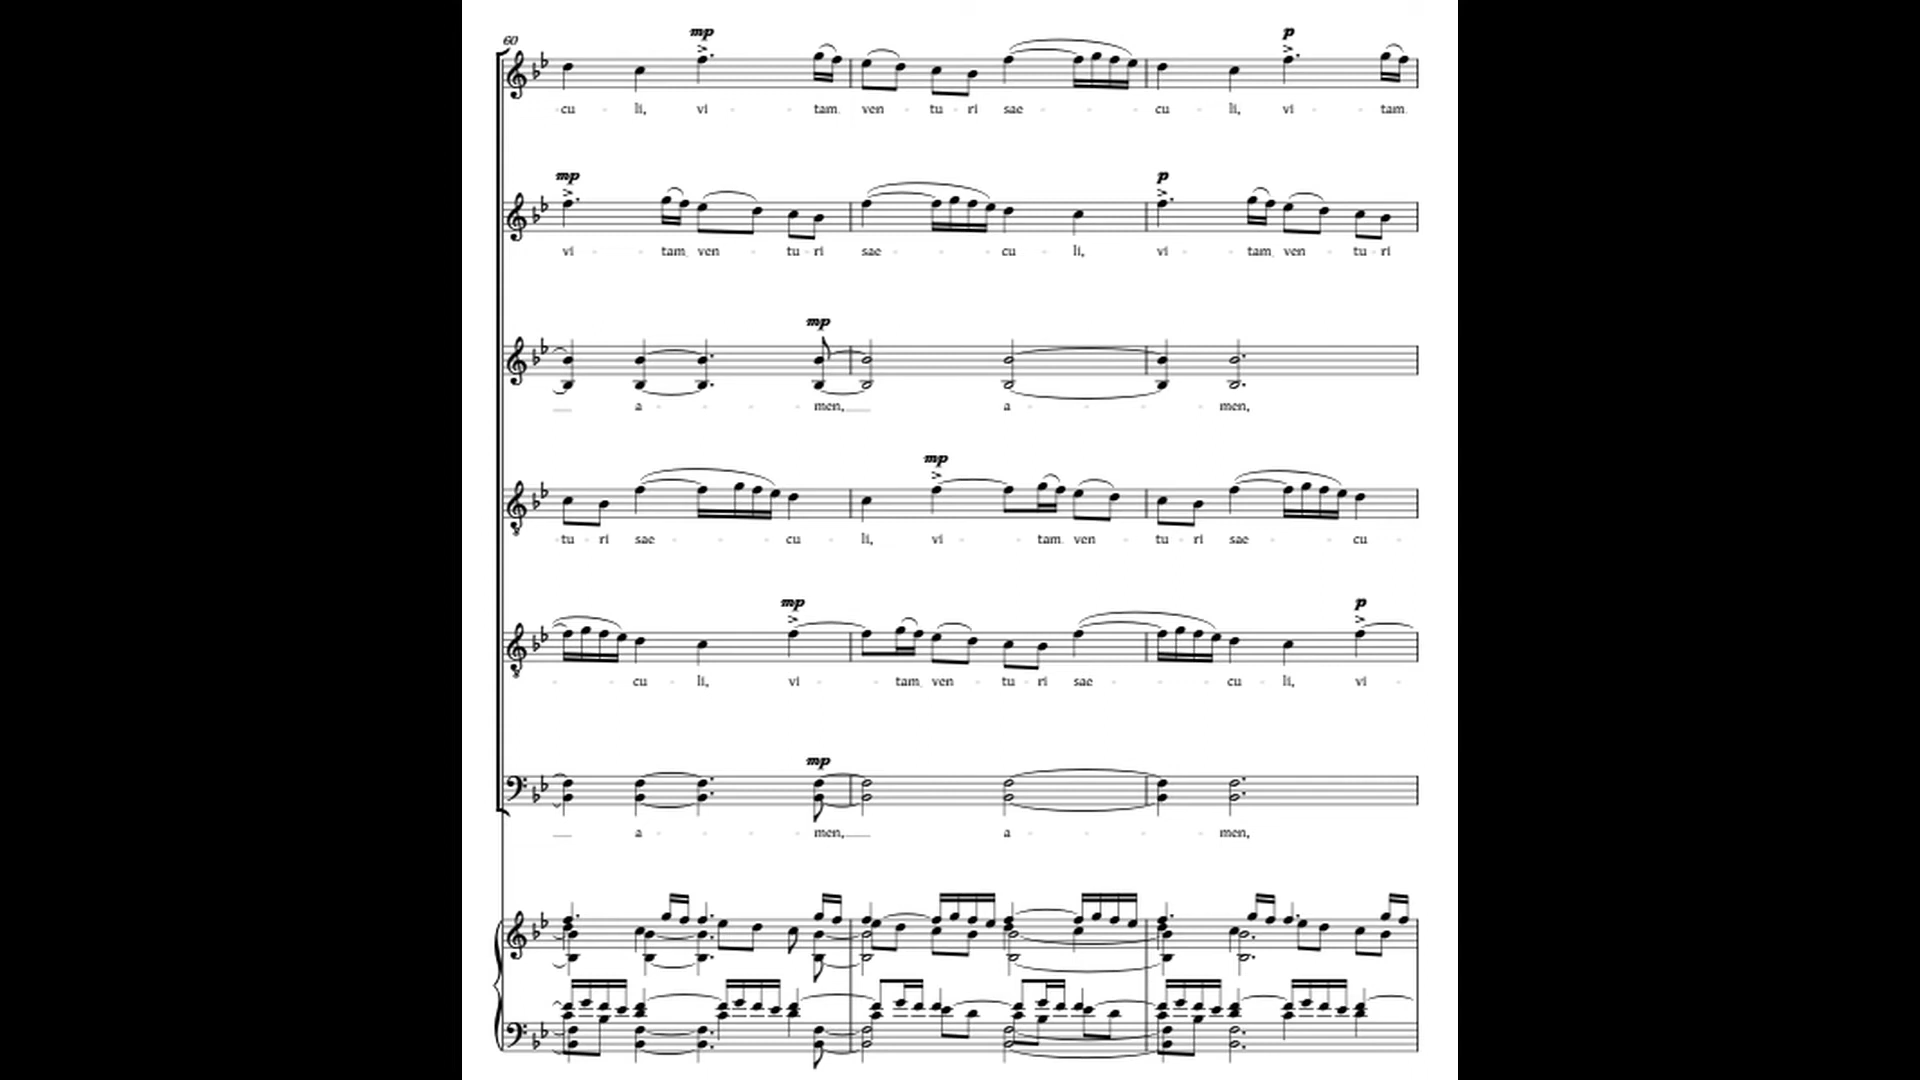 mp p
60
cu - li, vi - tam ven - tu - ri sae - cu - li, vi - tam
mp p
vi - tam ven - tu - ri sae - cu - li, vi - tam ven - tu - ri
mp
a - men, a - men,
mp
tu - ri sae - cu - li, vi - tam ven - tu - ri sae - cu -
mp p
cu - li, vi - tam ven - tu - ri sae - cu - li, vi -
mp
a - men, a - men,